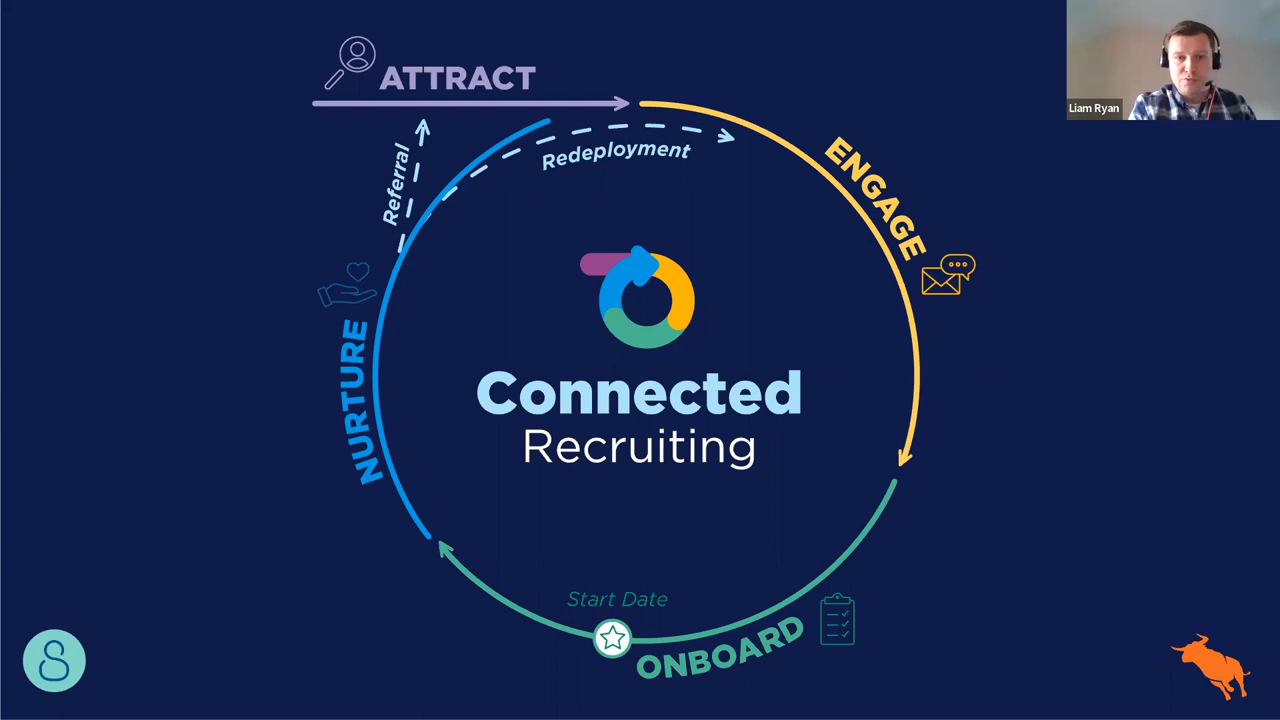 ATTRACT
Liam Ryan
Redeployment
ENGAGE
Referral
NURTURE
Connected
Recruiting
Start Date
ONBOARD